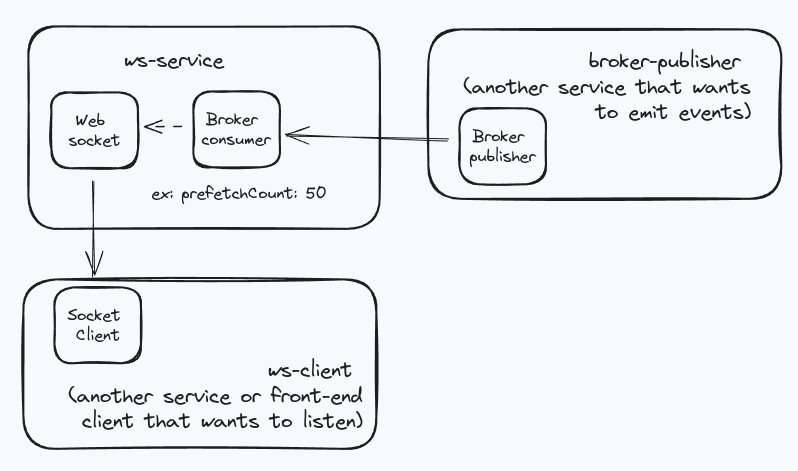 ws-service
Web
socket
Broker
consumer
ex: prefetchCount: 50
broker-publisher
(another service that wants
to emit events)
Broker
publisher
Socket
Client
ws-client
(another service or front-end
client that wants to listen)